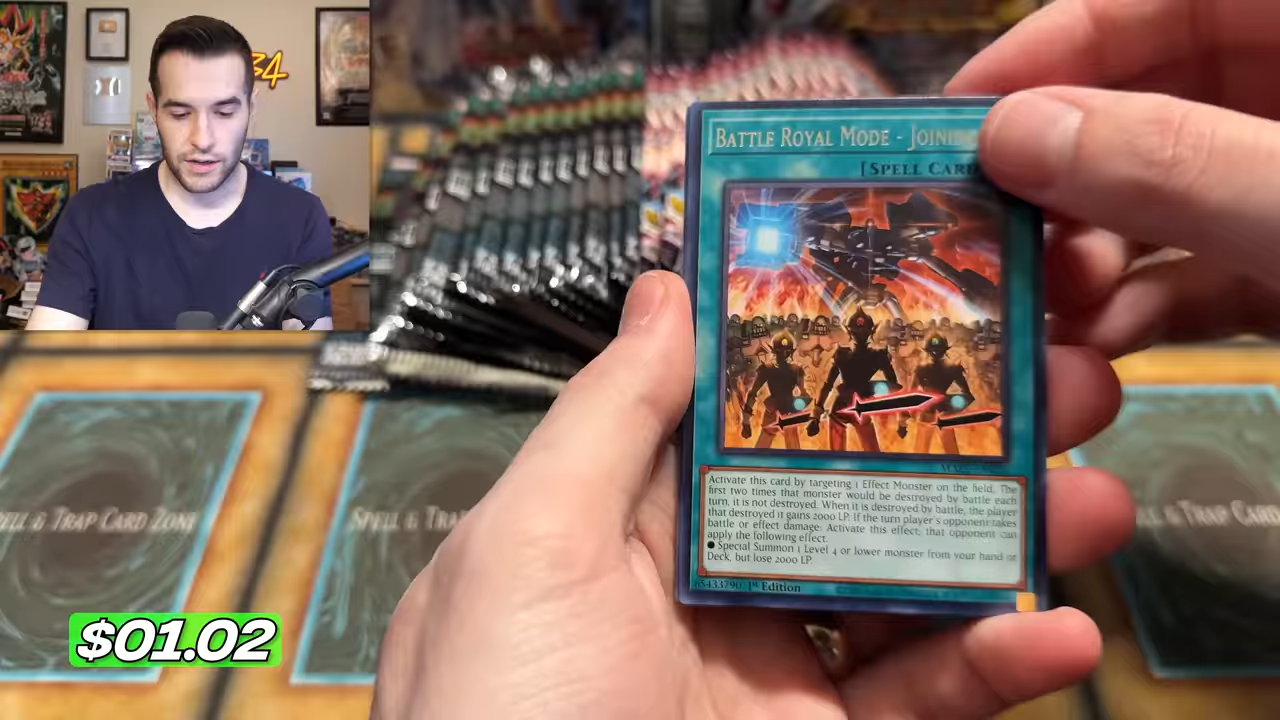 34
BATTLE ROYAL MODE - JOINING
[SPELL CARD
Activate this card by targeting 1 Effect Monster on the field. The
first two times that monster would be destroyed by battle each
turn, it is not destroyed. When it is destroyed by battle, the player
that destroyed it gains 2000 LP. If the turn player's opponent takes
battle or effect damage: Activate this effect; that opponent can
apply the following effect.
● Special Summon 1 Level 4 or lower monster from your hand or
Deck, but lose 2000 LP.
65433790 1st Edition
SPELL & TRAP CARD ZONE
SPELL & TRA
LL & TRAP CARD
$01.02